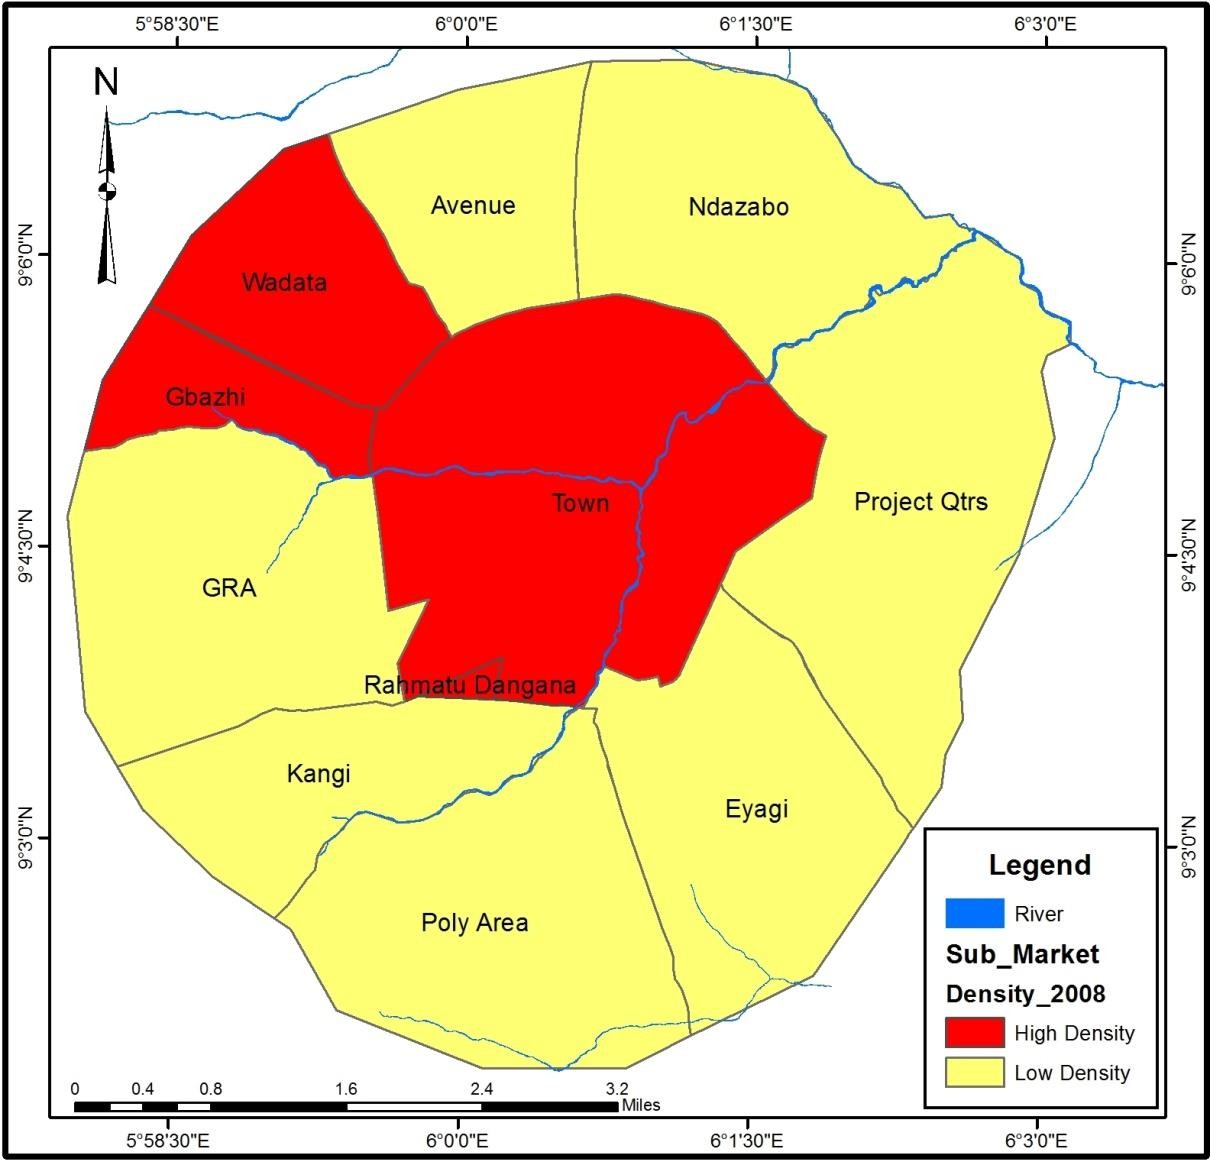 5°58'30"E
6°0'0"E
6°1'30"E
6°3'0"E
N
Avenue
Ndazabo
9°6'0"N
9°6'0"N
Wadata
Gbazhi
Town
Project Qtrs
9°4'30"N
9°4'30"N
GRA
Rahmatu Dangana
Kangi
Eyagi
9°3'0"N
9°3'0"N
Poly Area
Legend
River
Sub_Market
Density_2008
High Density
Low Density
0 0.4 0.8 1.6 2.4 3.2
Miles
5°58'30"E
6°0'0"E
6°1'30"E
6°3'0"E